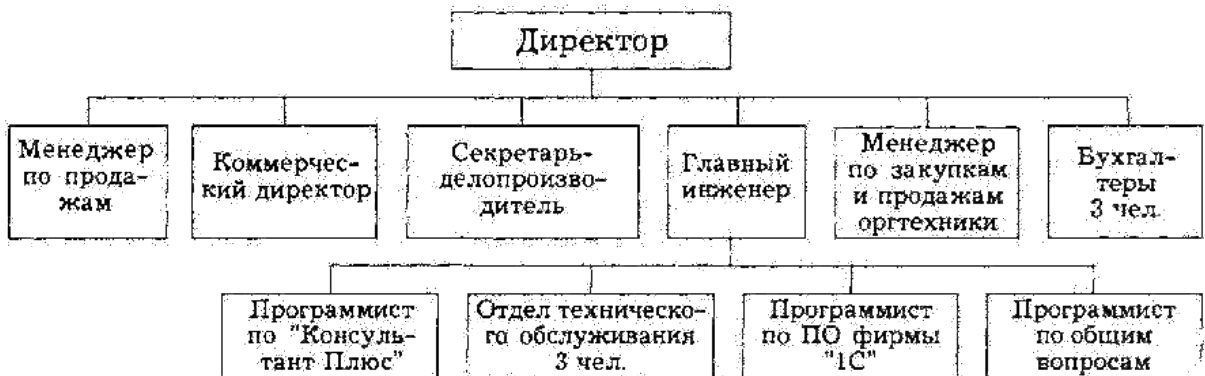 Директор
Менеджер
по прода-
жам
Коммерчес-
кий директор
Секретарь-
делопроизво-
дитель
Главный
инженер
Менеджер
по закупкам
и продажам
оргтехники
Бухгал-
теры
3 чел.
Программист
по "Консуль-
тант Плюс"
Отдел техническо-
го обслуживания
3 чел.
Программист
по ПО фирмы
"1С"
Программист
по общим
вопросам